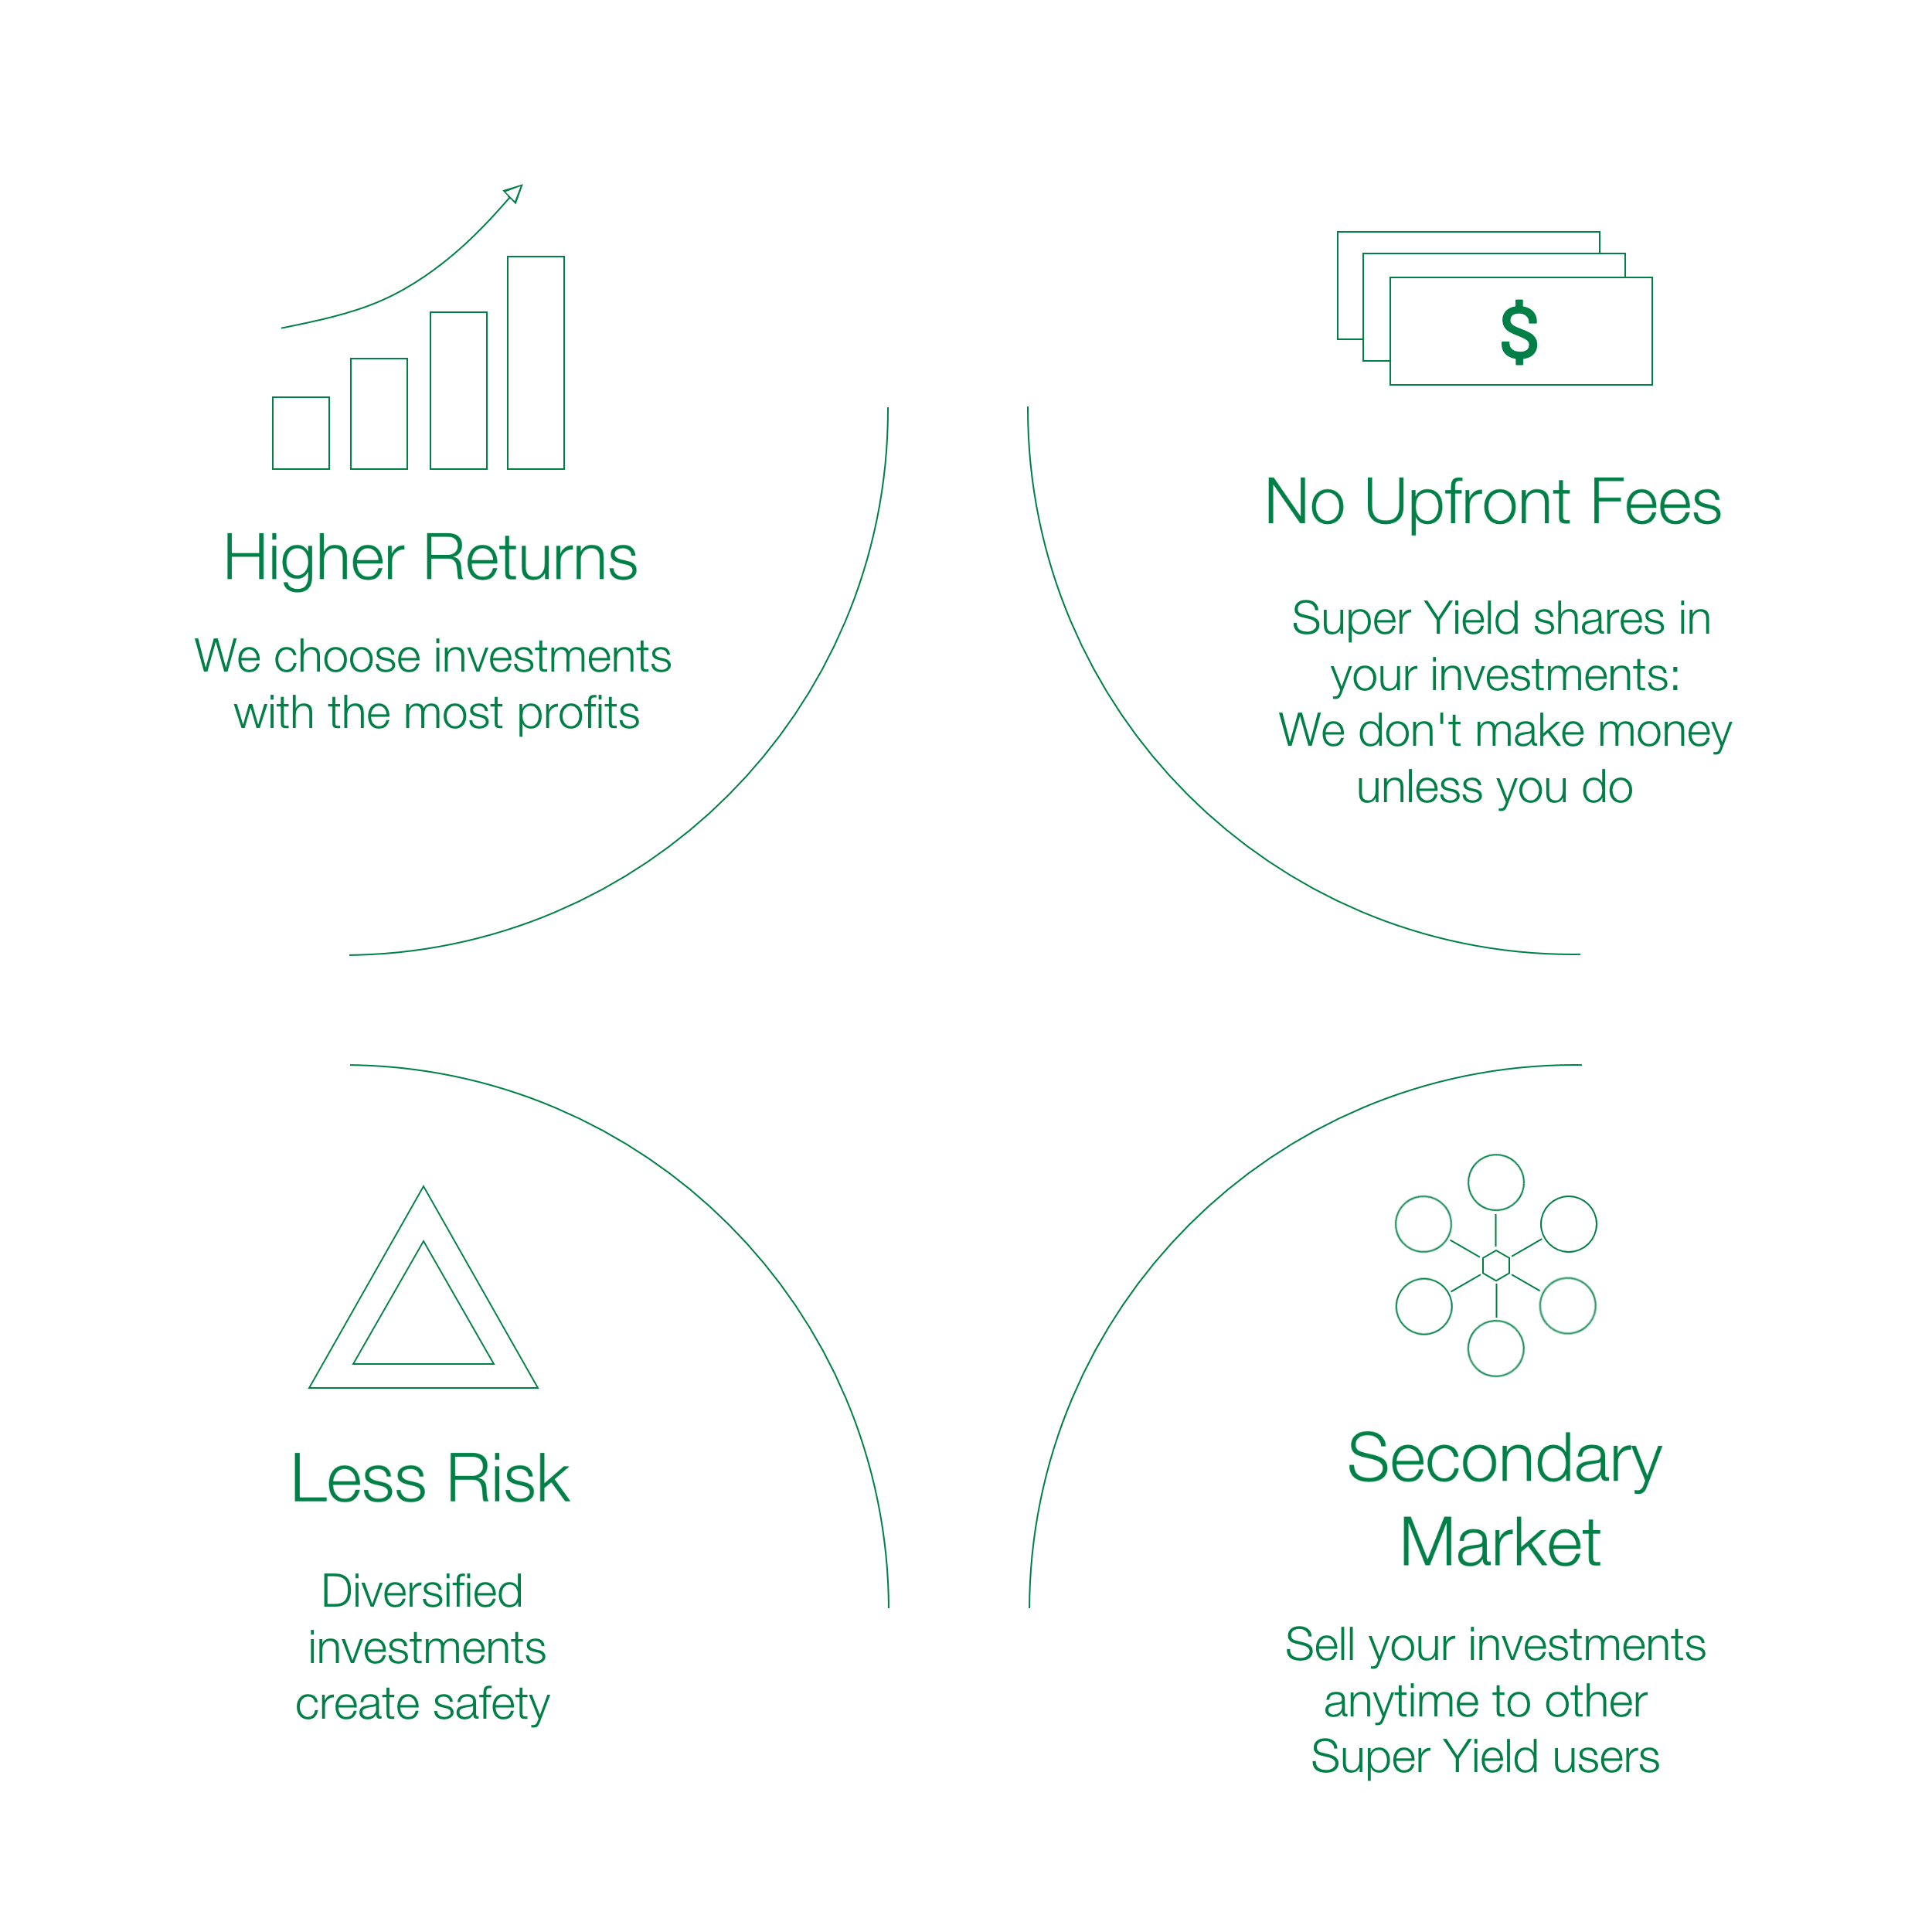 Higher Returns
We choose investments
with the most profits
$
No Upfront Fees
Super Yield shares in
your investments:
We don't make money
unless you do
Less Risk
Diversified
investments
create safety
Secondary
Market
Sell your investments
anytime to other
Super Yield users